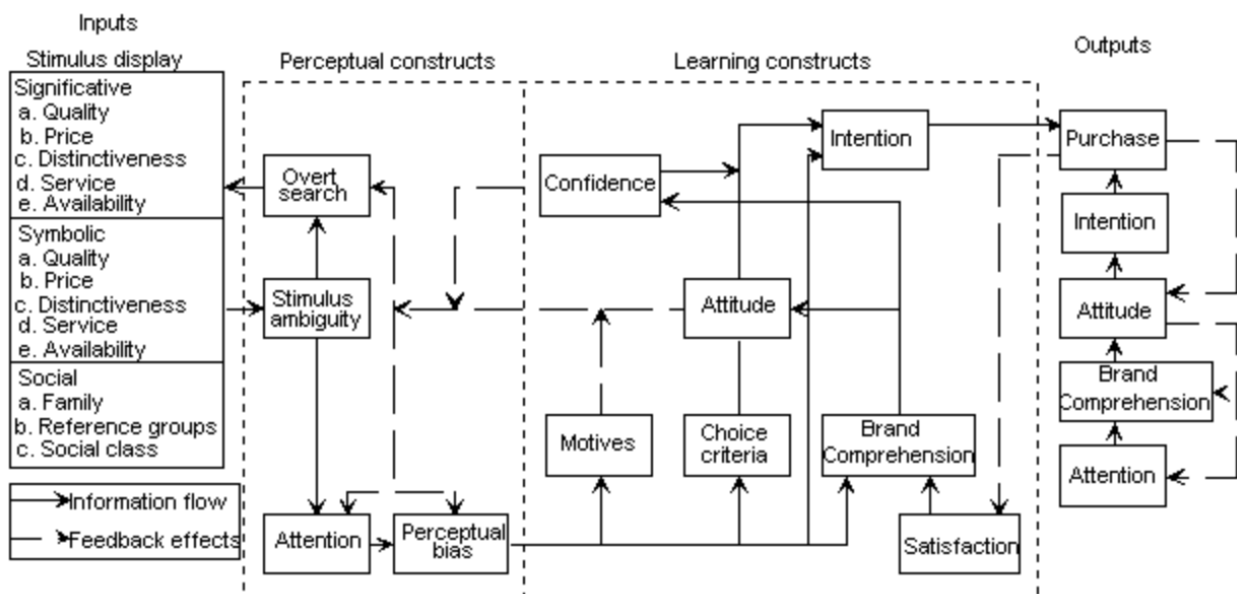 Inputs
Stimulus display
Significative
a. Quality
b. Price
c. Distinctiveness
d. Service
e. Availability
Symbolic
a. Quality
b. Price
c. Distinctiveness
d. Service
e. Availability
Social
a. Family
b. Reference groups
c. Social class
Information flow
Feedback effects
Perceptual constructs
Overt
search
Stimulus
ambiguity
Attention
Perceptual
bias
Learning constructs
Intention
Confidence
Attitude
Motives
Choice
criteria
Brand
Comprehension
Satisfaction
Outputs
Purchase
Intention
Attitude
Brand
Comprehension
Attention